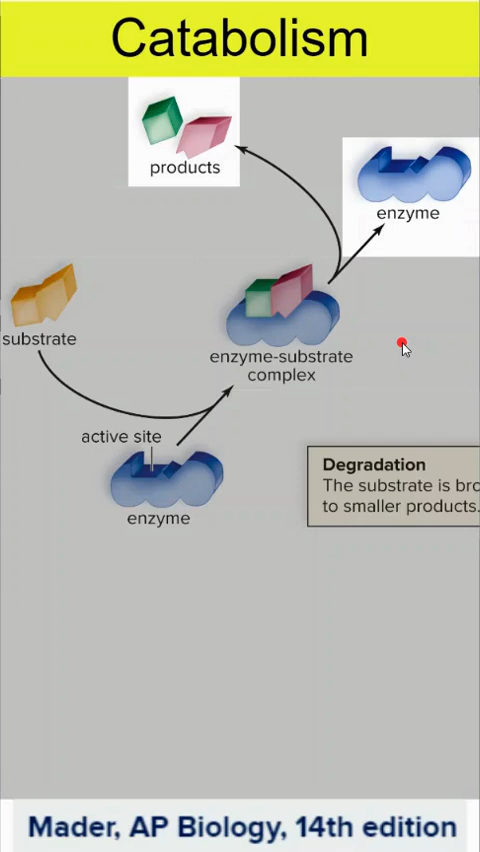 Catabolism
products
enzyme
substrate
enzyme-substrate
complex
active site
enzyme
Degradation
The substrate is bro
to smaller products.
Mader, AP Biology, 14th edition